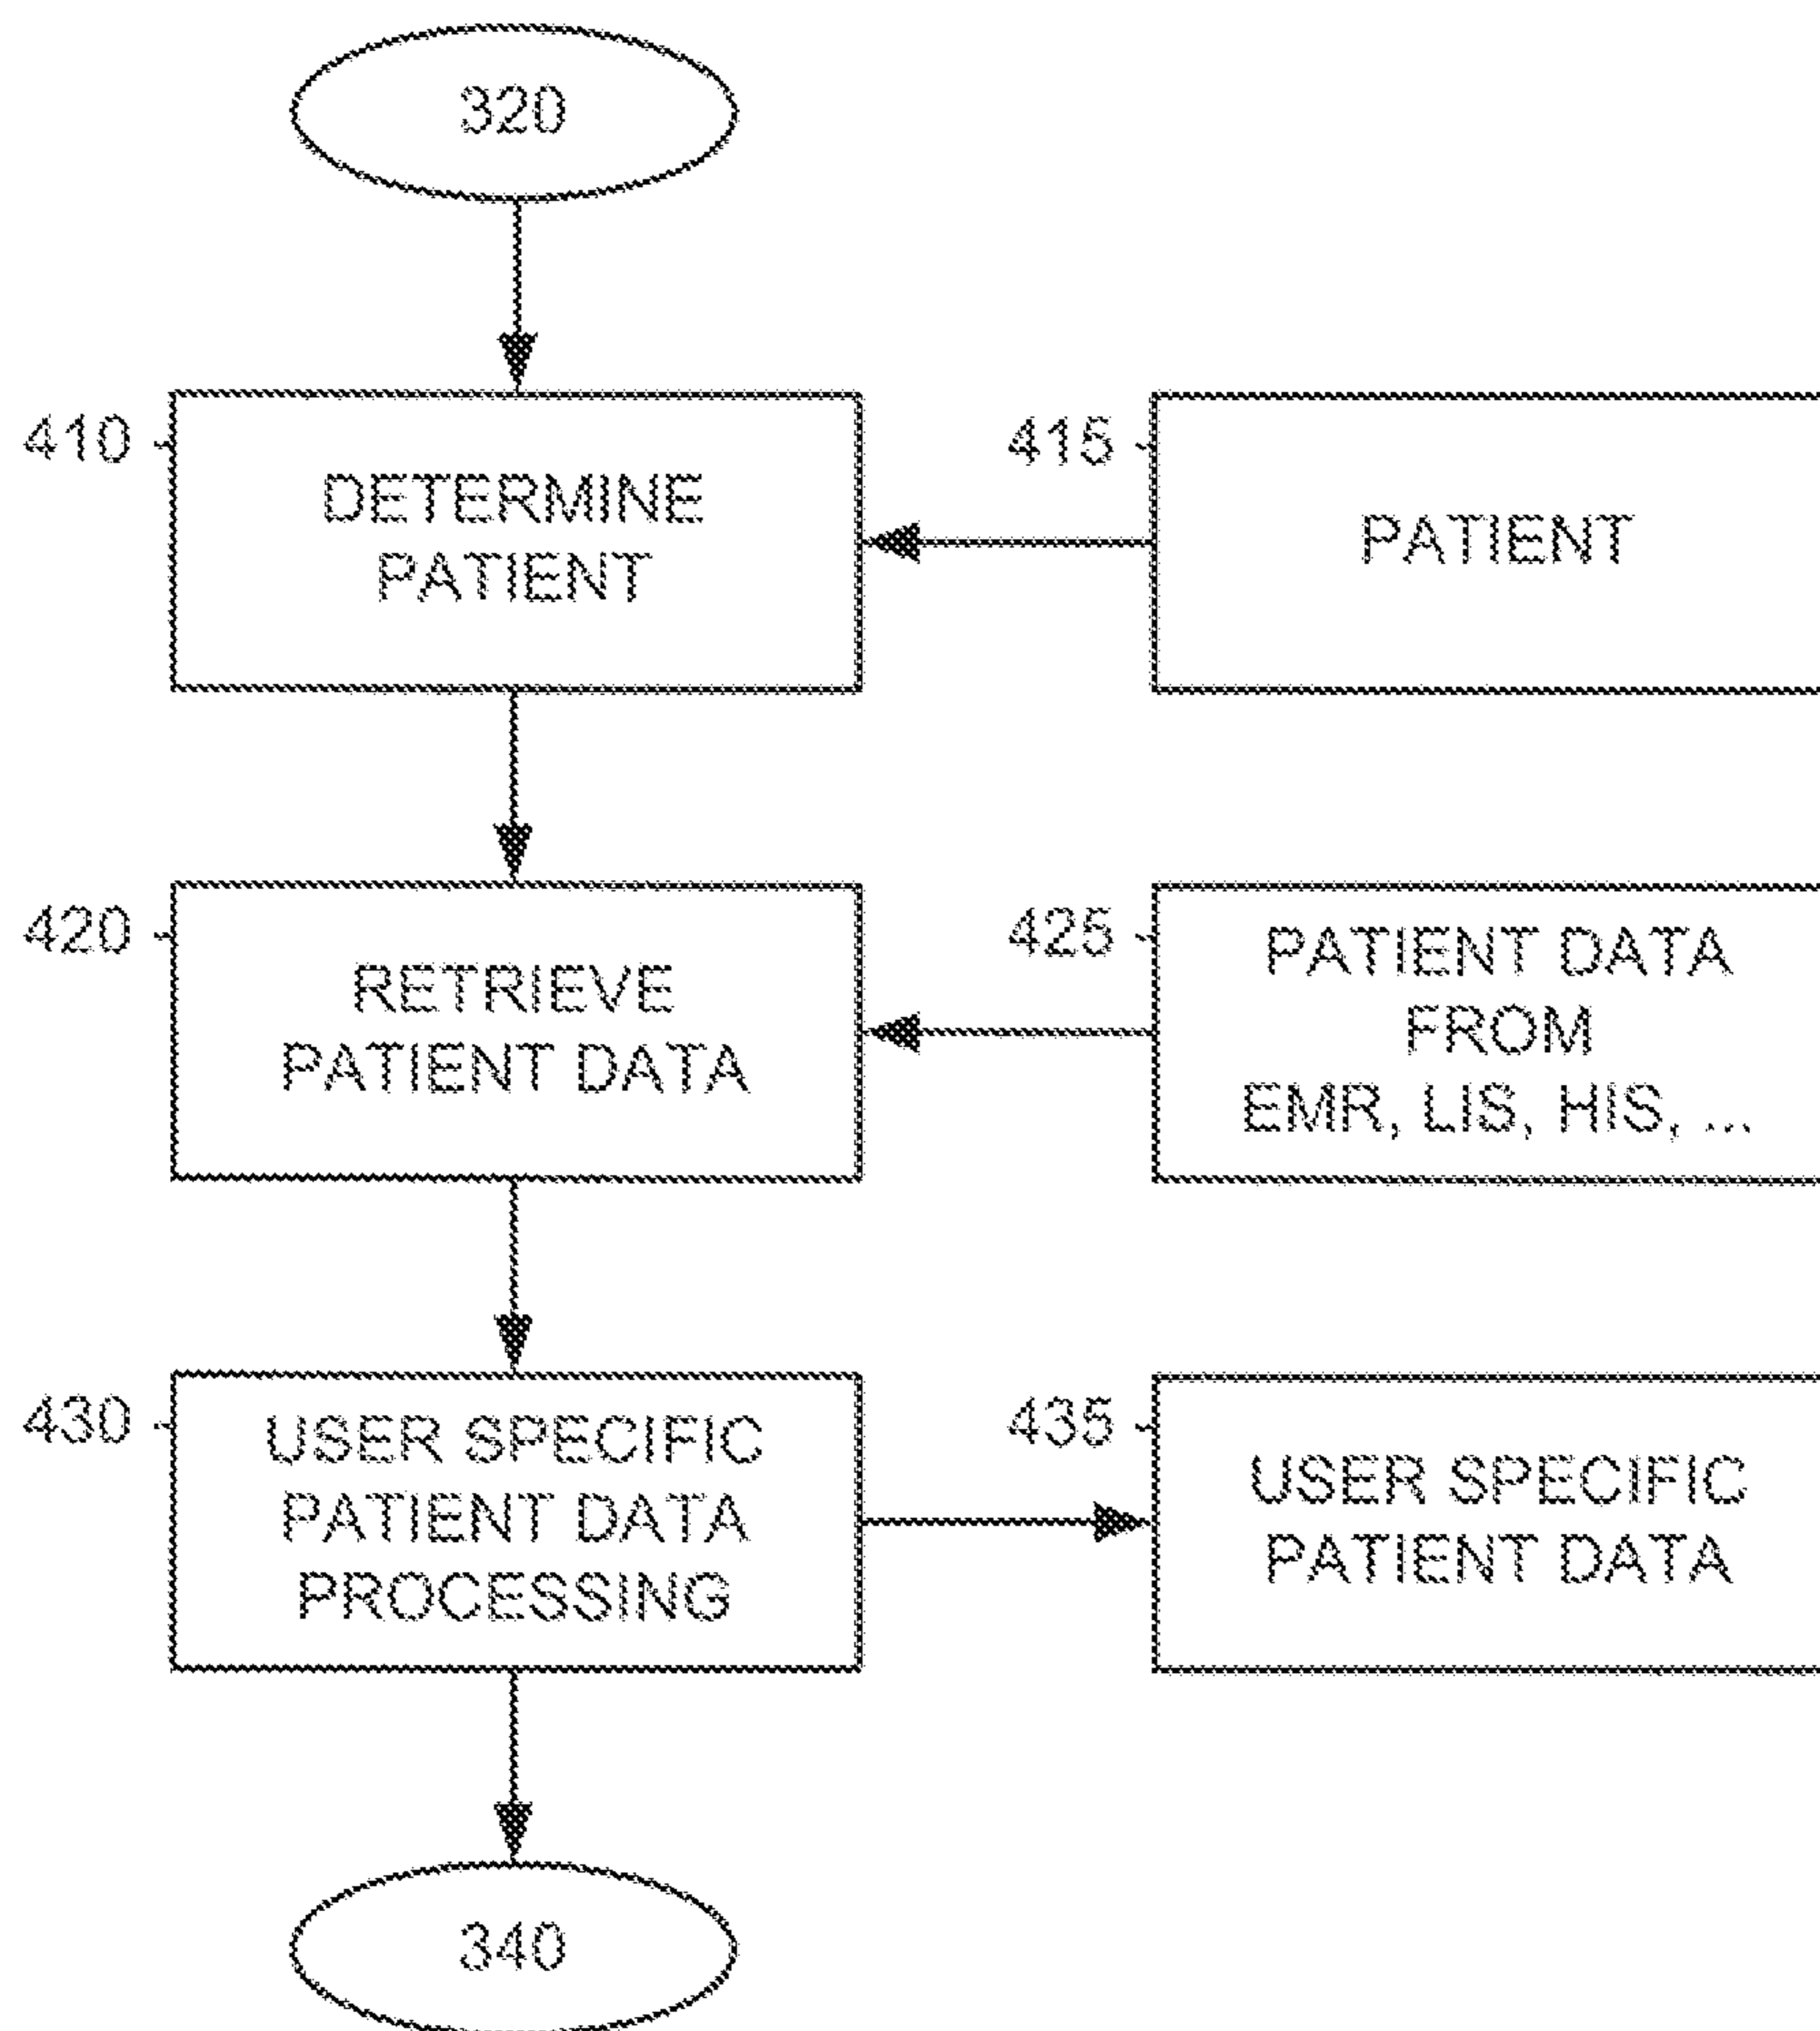 320
410
DETERMINE
PATIENT
415
PATIENT
420
RETRIEVE
PATIENT DATA
425
PATIENT DATA
FROM
EMR, LIS, HIS, ...
430
USER SPECIFIC
PATIENT DATA
PROCESSING
435
USER SPECIFIC
PATIENT DATA
340